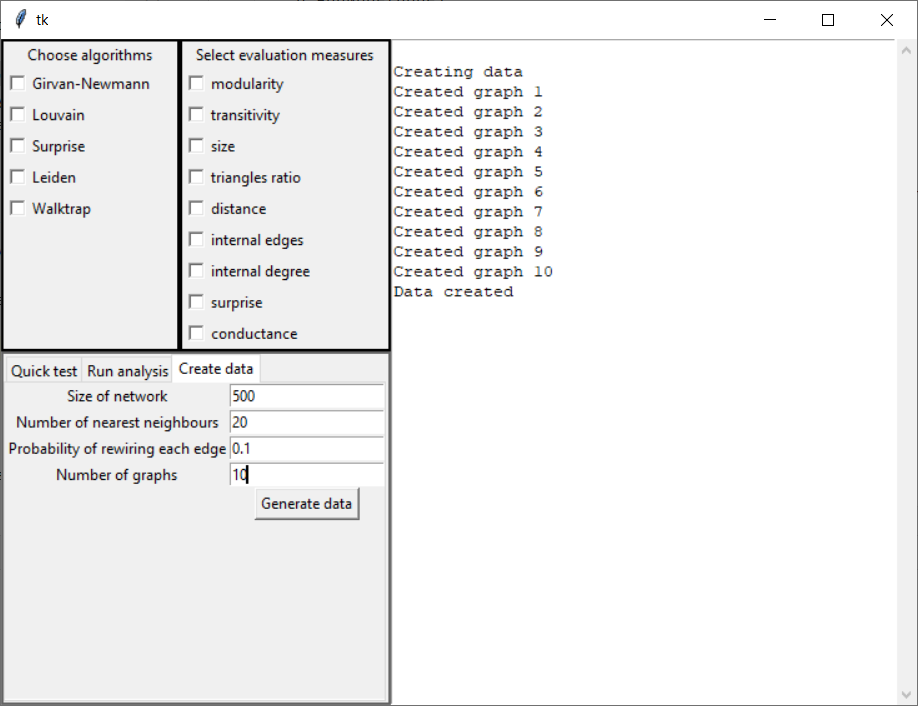 tk
Choose algorithms
Girvan-Newmann
Louvain
Surprise
Leiden
Walktrap
Select evaluation measures
modularity
transitivity
size
triangles ratio
distance
internal edges
internal degree
surprise
conductance
Quick test Run analysis Create data
Size of network 500
Number of nearest neighbours 20
Probability of rewiring each edge 0.1
Number of graphs 10
Generate data
Creating data
Created graph 1
Created graph 2
Created graph 3
Created graph 4
Created graph 5
Created graph 6
Created graph 7
Created graph 8
Created graph 9
Created graph 10
Data created